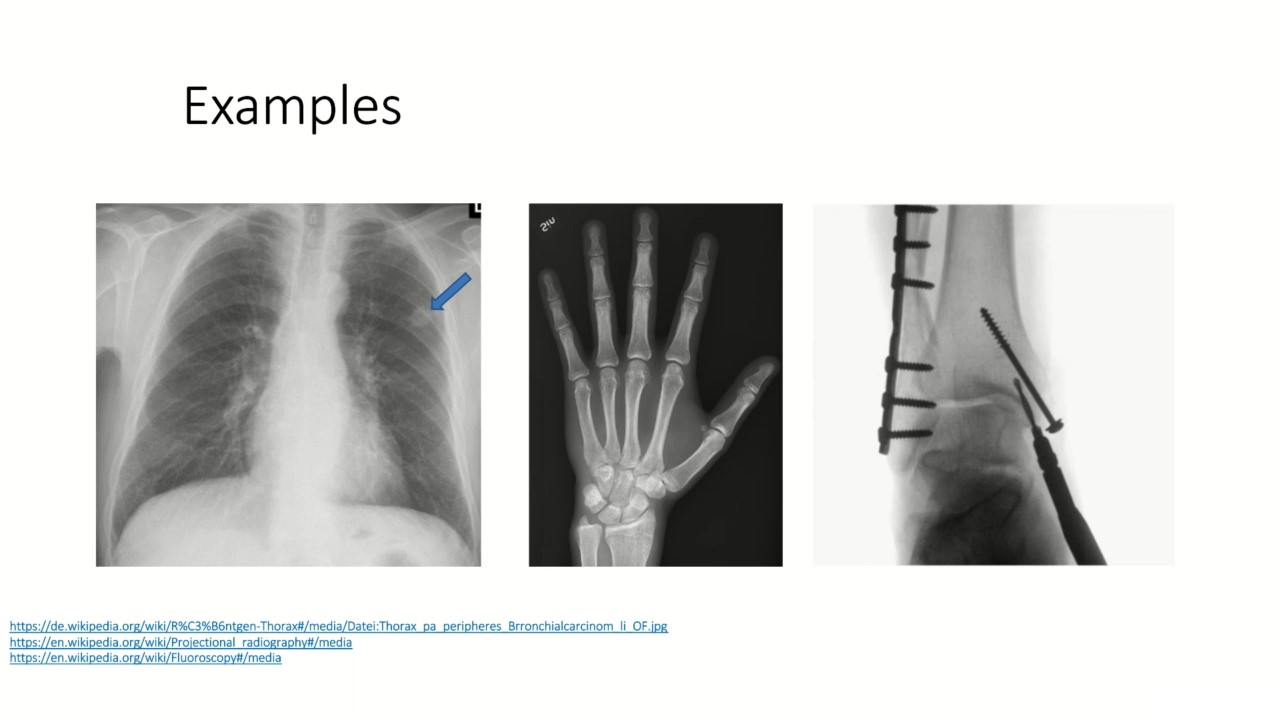 Examples
https://de.wikipedia.org/wiki/R%C3%B6ntgen-Thorax#/media/Datei:Thorax_pa_peripheres_Brronchialcarcinom_li_OF.jpg
https://en.wikipedia.org/wiki/Projectional_radiography#/media
https://en.wikipedia.org/wiki/Fluoroscopy#/media